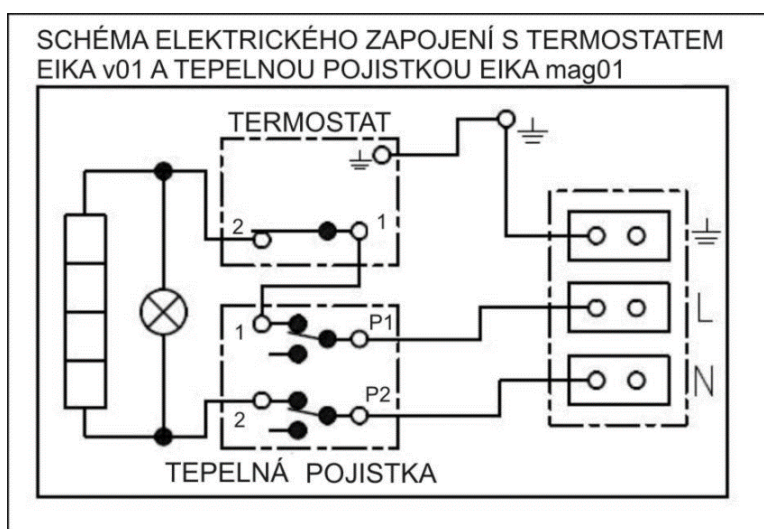 SCHÉMA ELEKTRICKÉHO ZAPOJENÍ S TERMOSTATEM
EIKA v01 A TEPELNOU POJISTKOU EIKA mag01
TERMOSTAT
2
1
1
P1
L
2
P2
N
TEPELNÁ POJISTKA